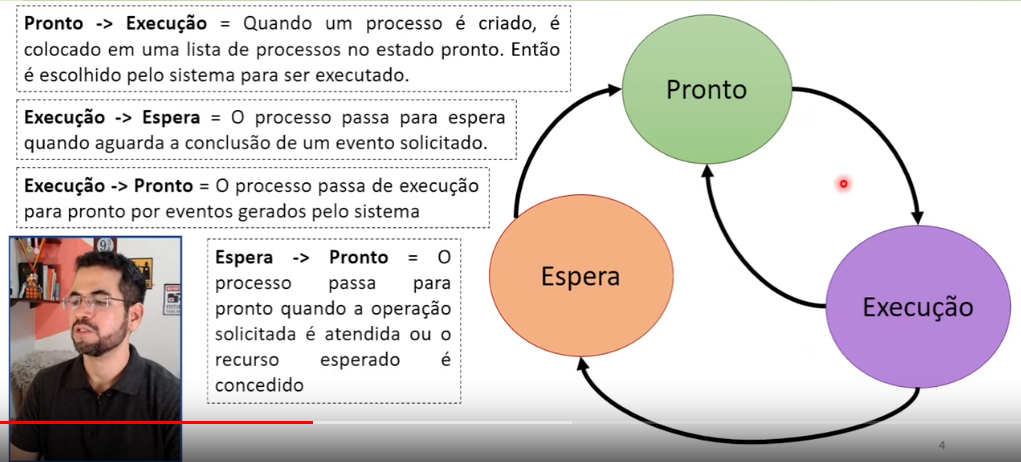 Pronto -> Execução = Quando um processo é criado, é
colocado em uma lista de processos no estado pronto. Então
é escolhido pelo sistema para ser executado.
Execução -> Espera = O processo passa para espera
quando aguarda a conclusão de um evento solicitado.
Execução -> Pronto = O processo passa de execução
para pronto por eventos gerados pelo sistema
Espera -> Pronto = O
processo passa para
pronto quando a operação
solicitada é atendida ou o
recurso esperado é
concedido
Pronto
Espera
Execução
4